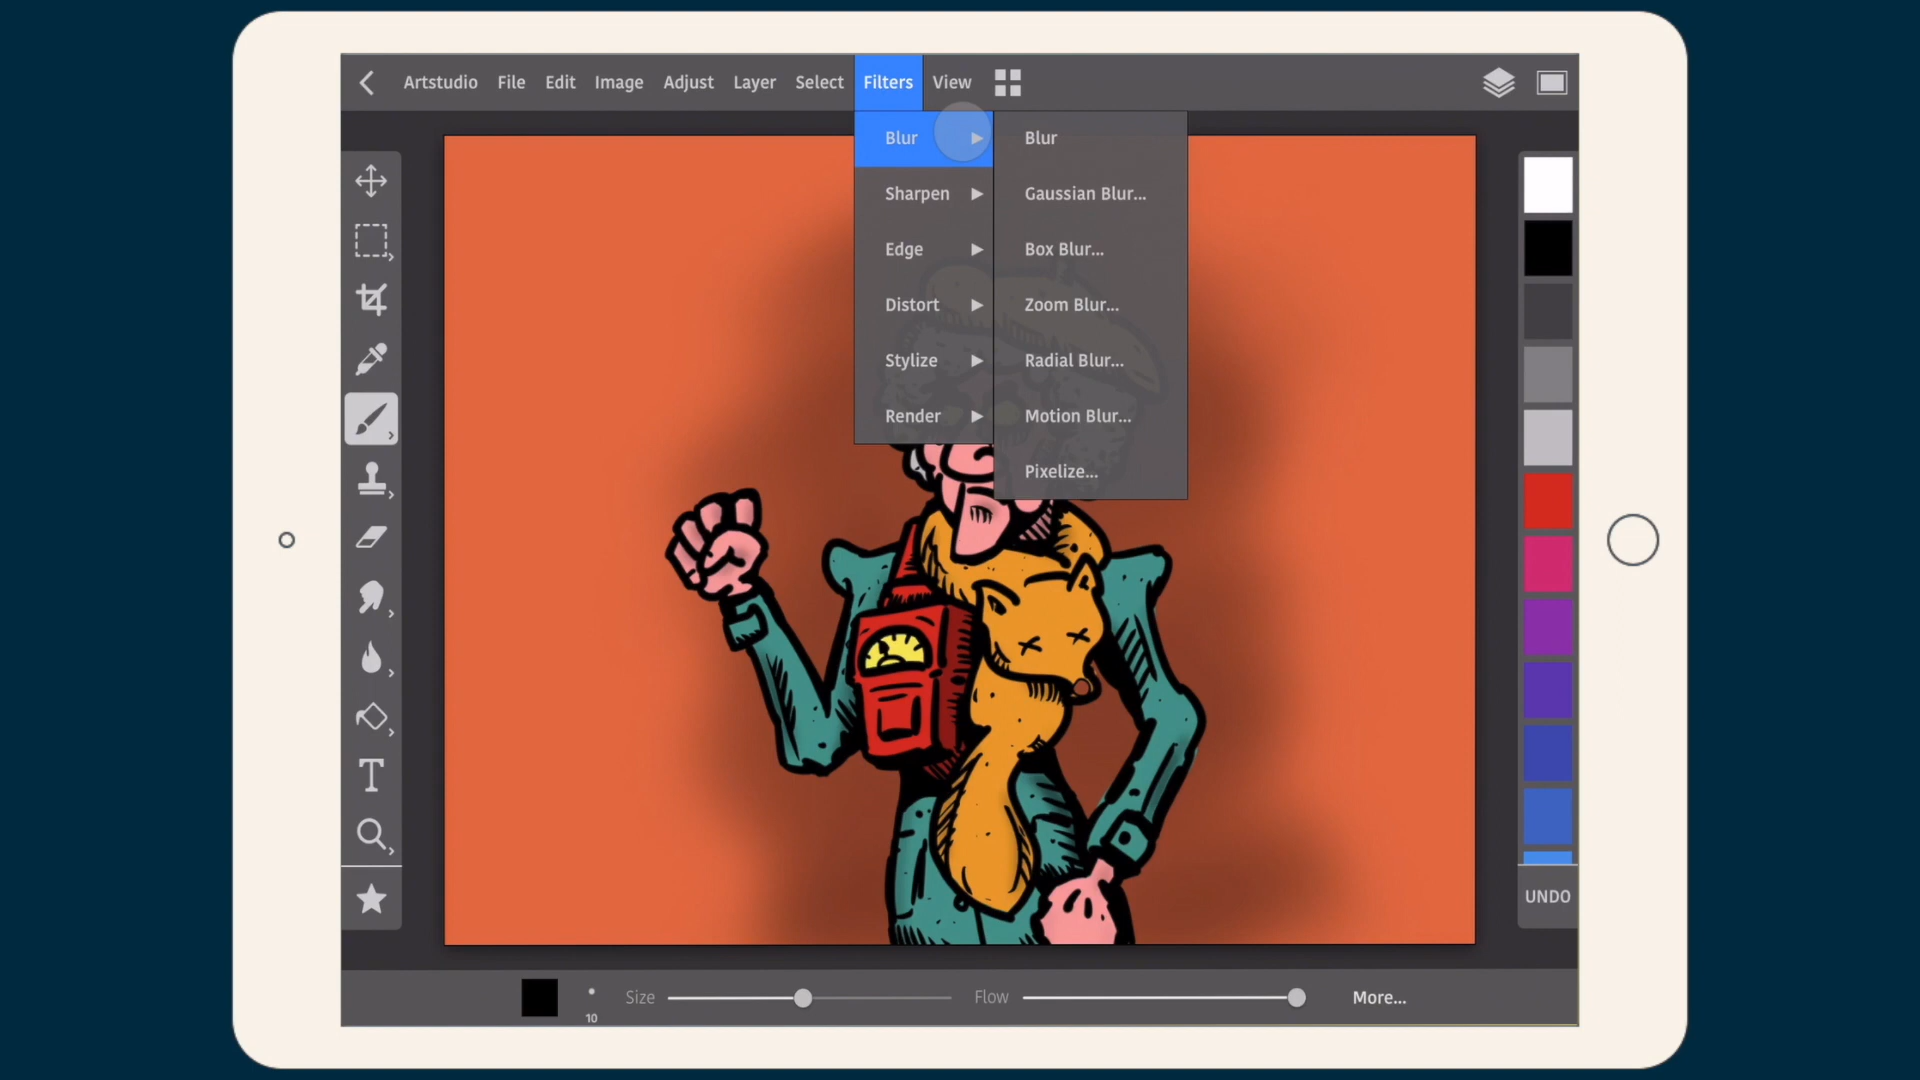 Artstudio File Edit Image Adjust Layer Select Filters View
Blur
Sharpen
Edge
Distort
Stylize
Render
Blur
Gaussian Blur...
Box Blur...
Zoom Blur...
Radial Blur...
Motion Blur...
Pixelize...
T
UNDO
10
Size
Flow
More...